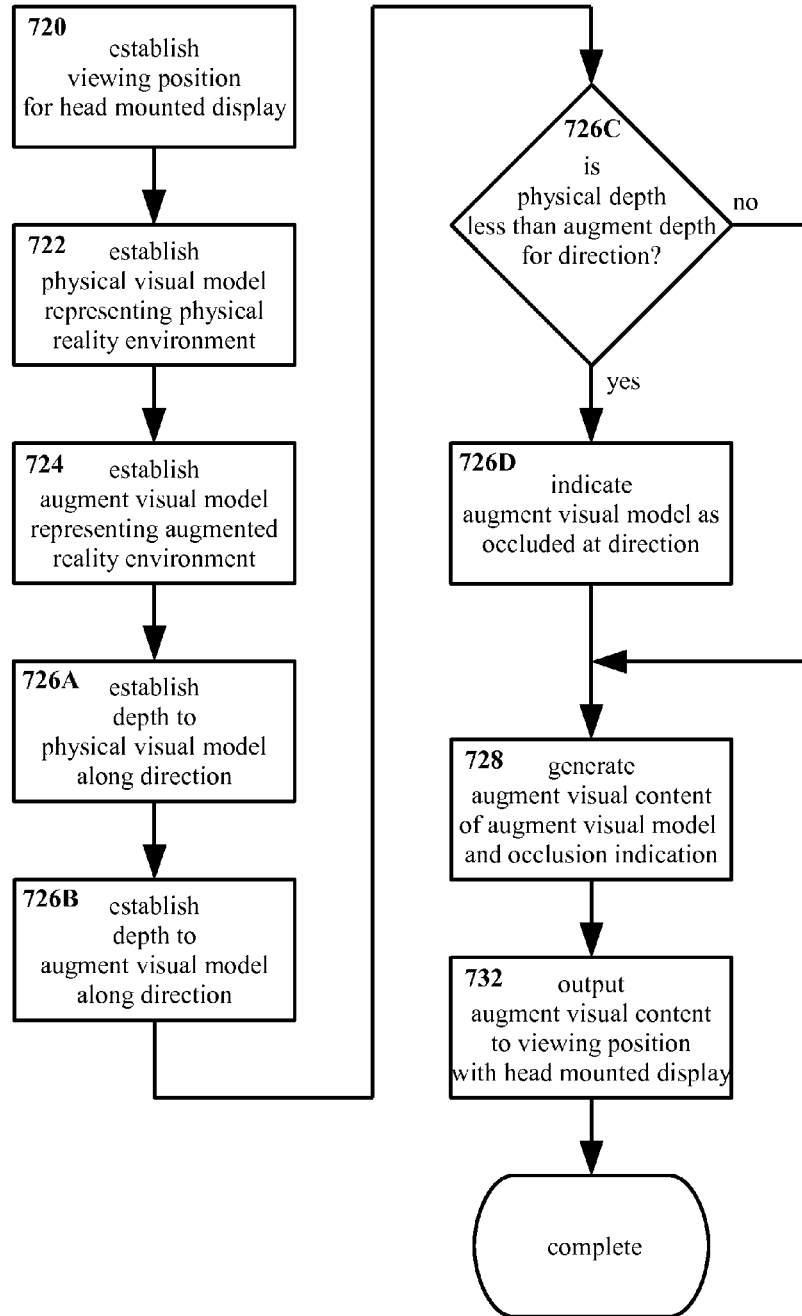 720
establish
viewing position
for head mounted display
722
establish
physical visual model
representing physical
reality environment
724
establish
augment visual model
representing augmented
reality environment
726A
establish
depth to
physical visual model
along direction
726B
establish
depth to
augment visual model
along direction
726C
is
physical depth
less than augment depth
for direction?
no
yes
726D
indicate
augment visual model as
occluded at direction
728
generate
augment visual content
of augment visual model
and occlusion indication
732
output
augment visual content
to viewing position
with head mounted display
complete